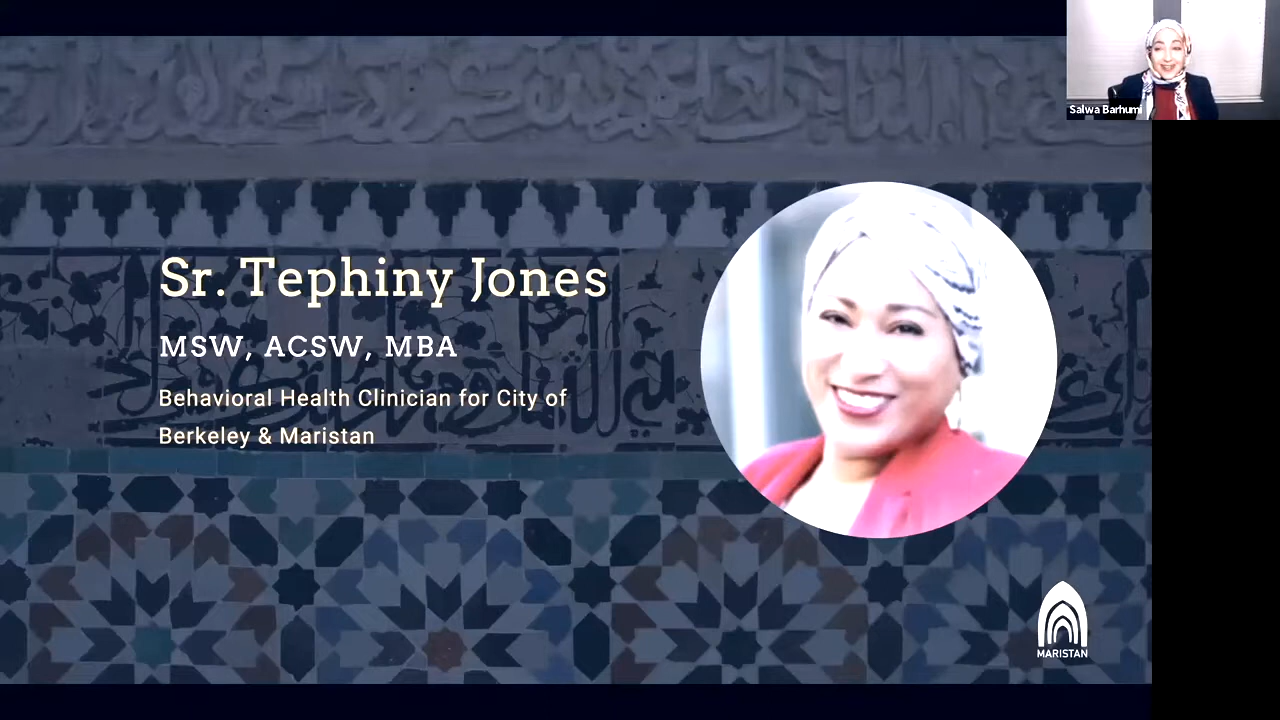 Salwa Barhumi
Sr. Tephiny Jones
MSW, ACSW, MBA
Behavioral Health Clinician for City of
Berkeley & Maristan
MARISTAN